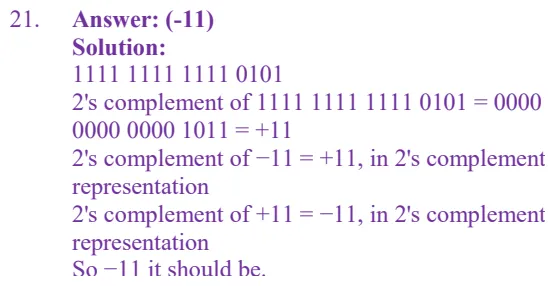 21. Answer: (-11)
Solution:
1111 1111 1111 0101
2's complement of 1111 1111 1111 0101 = 0000
0000 0000 1011 = +11
2's complement of −11 = +11, in 2's complement
representation
2's complement of +11 = −11, in 2's complement
representation
So −11 it should be.